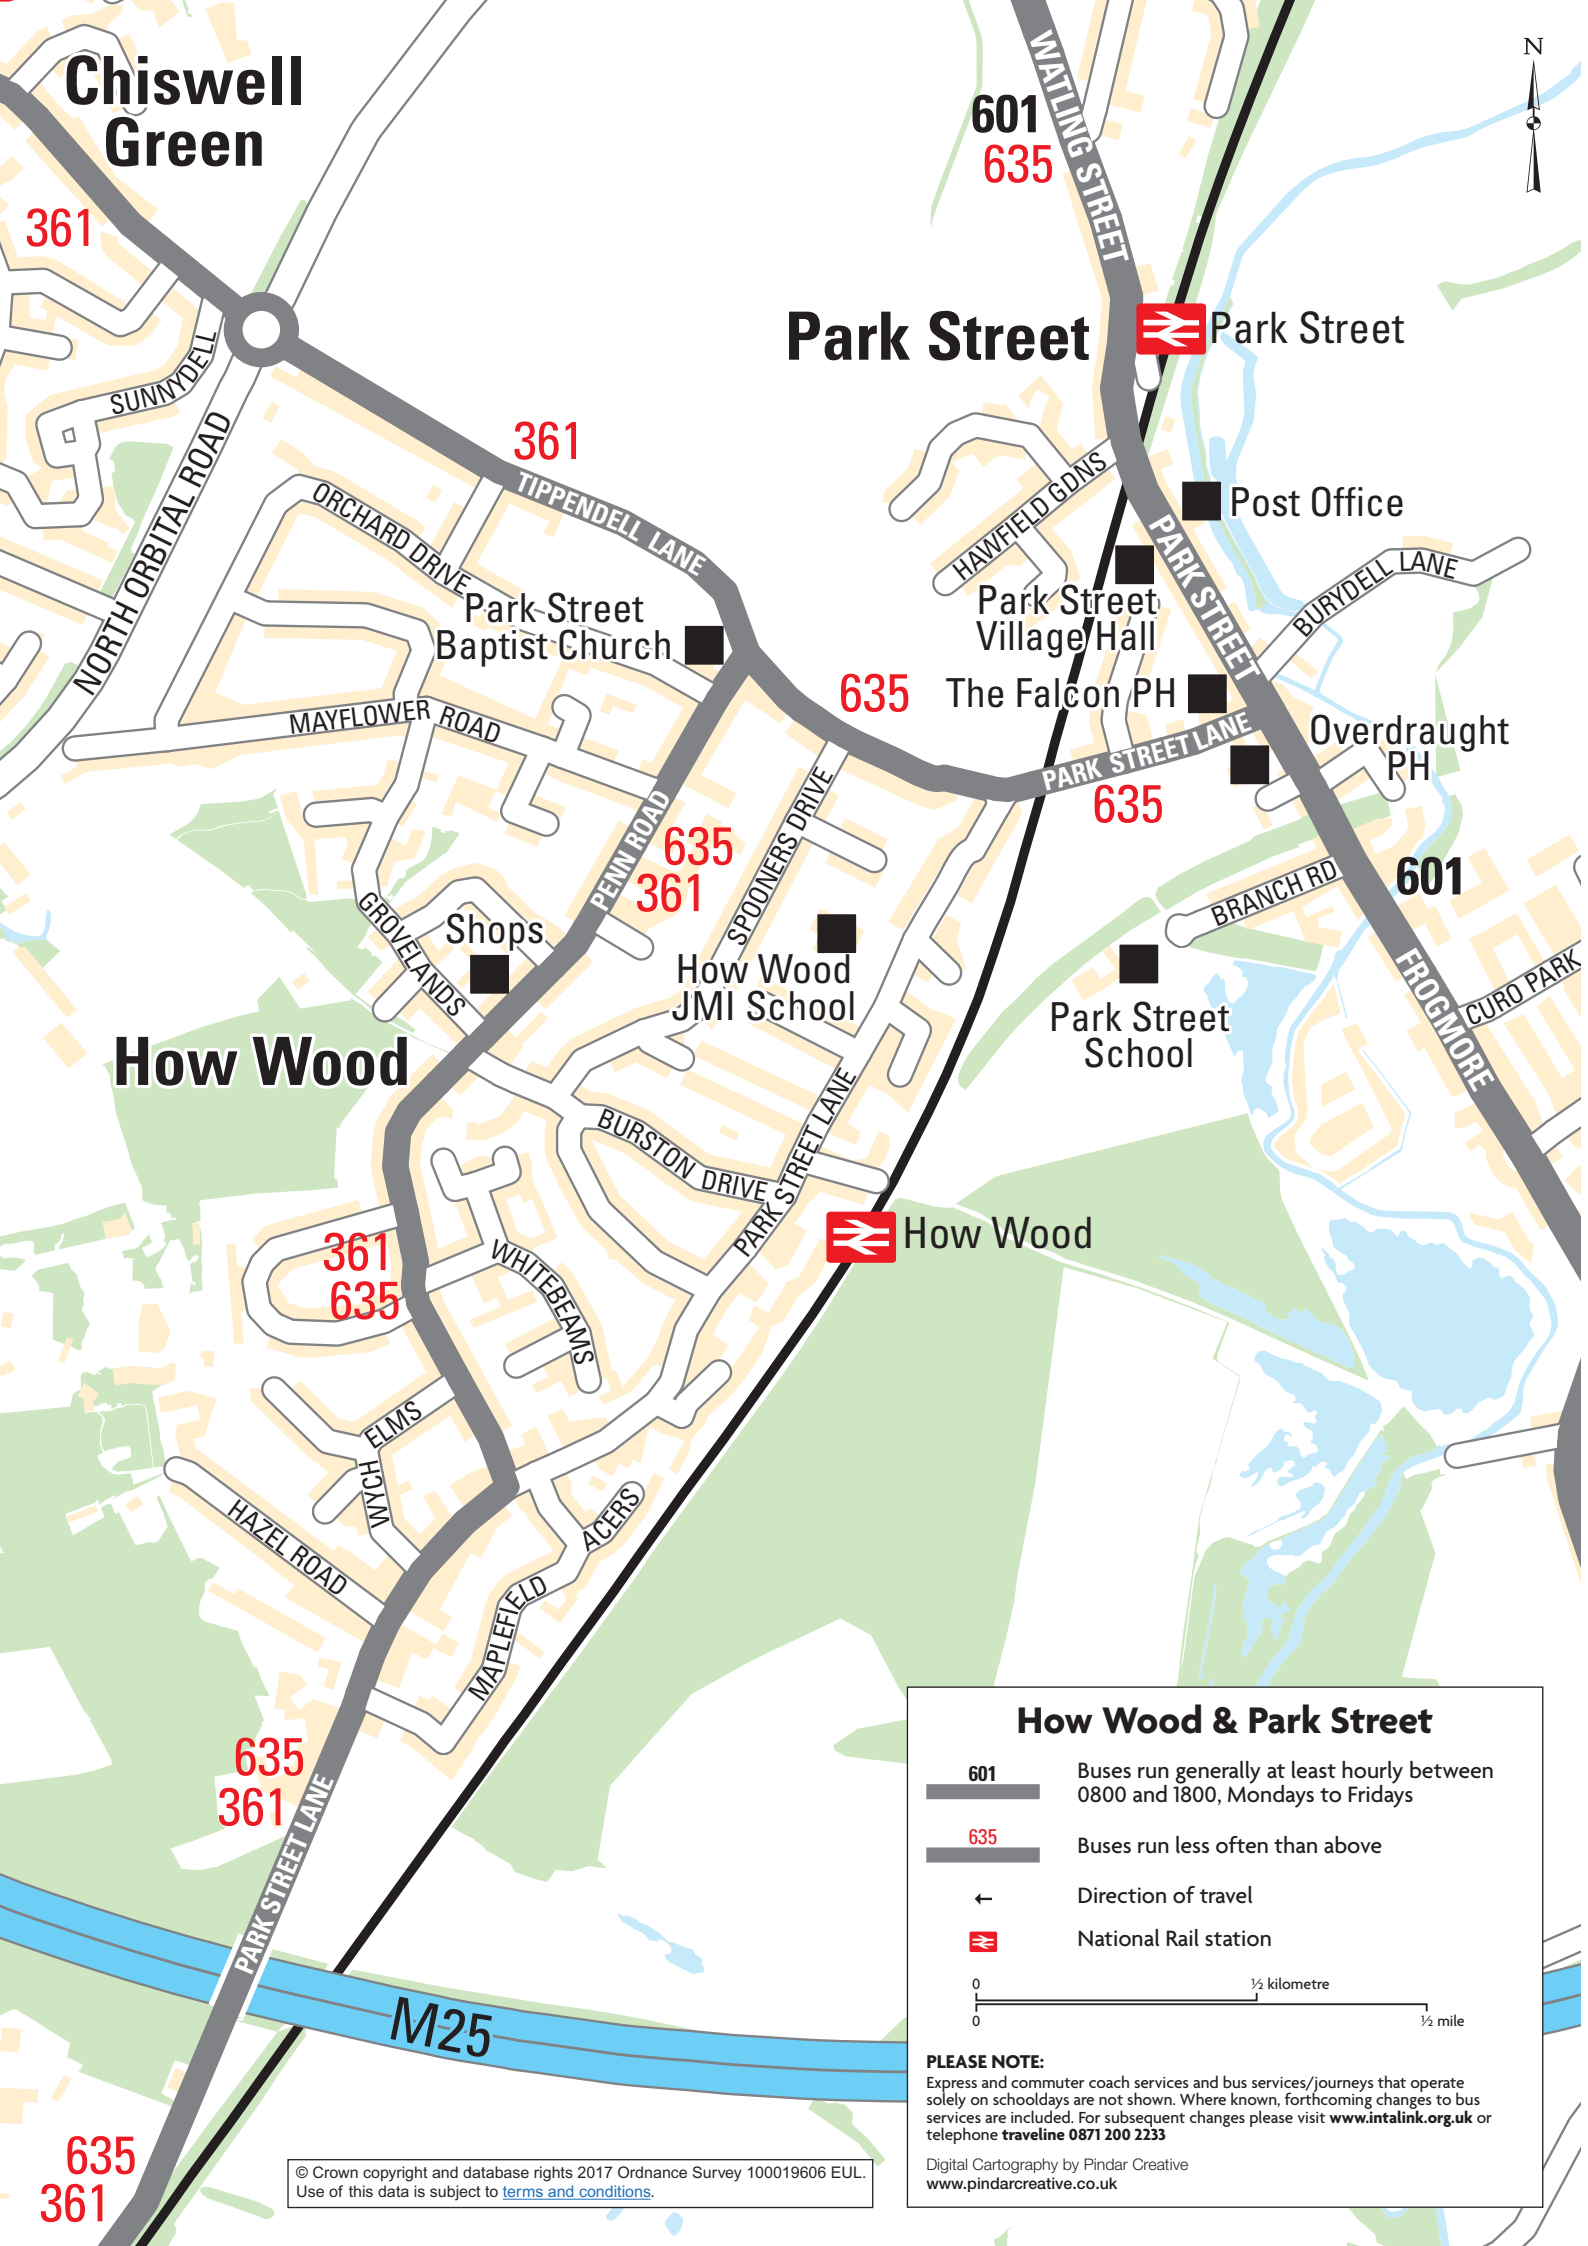 Chiswell
Green
361
601
635
WATLING STREET
N
Park Street
Park Street
SUNNYDELL
NORTH ORBITAL ROAD
361
TIPPENDELL LANE
ORCHARD DRIVE
HAWFIELD GDNS
Post Office
PARK STREET
Park Street
Village Hall
BURYDELL LANE
Park Street
Baptist Church
635
The Falcon PH
MAYFLOWER ROAD
PARK STREET LANE
635
Overdraught
PH
PENN ROAD
635
361
SPOONERS DRIVE
601
BRANCH RD
GROVELANDS
Shops
How Wood
JMI School
Park Street
School
FROGMORE
CURO PARK
How Wood
BURSTON DRIVE
PARK STREET LANE
How Wood
361
635
WHITEBEAMS
ELMS
WYCH
HAZEL ROAD
ACERS
MAPLEFIELD
635
361
PARK STREET LANE
M25
635
361
How Wood & Park Street
601
Buses run generally at least hourly between
0800 and 1800, Mondays to Fridays
635
Buses run less often than above
Direction of travel
National Rail station
0
½ kilometre
0
½ mile
PLEASE NOTE:
Express and commuter coach services and bus services/journeys that operate
solely on schooldays are not shown. Where known, forthcoming changes to bus
services are included. For subsequent changes please visit www.intalink.org.uk or
telephone traveline 0871 200 2233
Digital Cartography by Pindar Creative
www.pindarcreative.co.uk
© Crown copyright and database rights 2017 Ordnance Survey 100019606 EUL.
Use of this data is subject to terms and conditions.